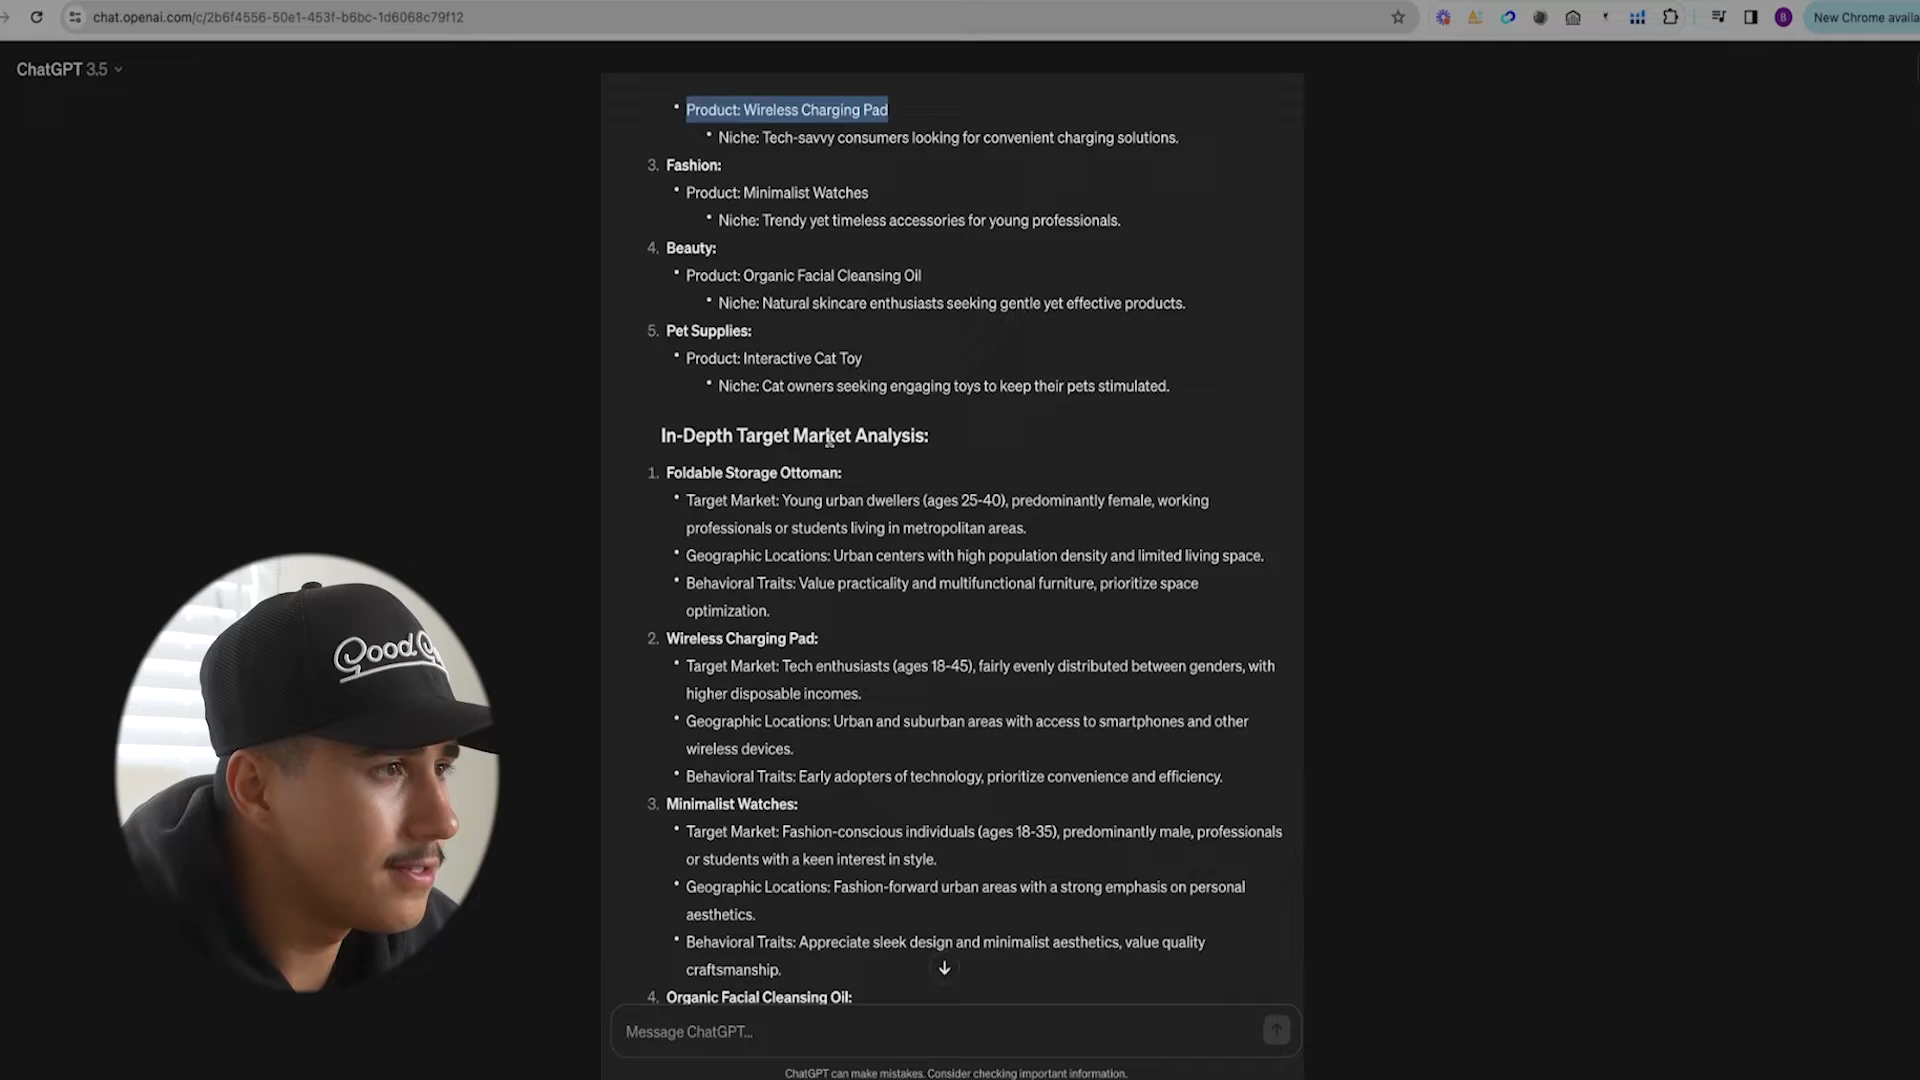 chat.openai.com/c/2b6f4556-50e1-453f-b6bc-1d6068c79f12
B
New Chrome availa
ChatGPT 3.5
• Product: Wireless Charging Pad
• Niche: Tech-savvy consumers looking for convenient charging solutions.
3. Fashion:
• Product: Minimalist Watches
• Niche: Trendy yet timeless accessories for young professionals.
4. Beauty:
• Product: Organic Facial Cleansing Oil
• Niche: Natural skincare enthusiasts seeking gentle yet effective products.
5. Pet Supplies:
• Product: Interactive Cat Toy
• Niche: Cat owners seeking engaging toys to keep their pets stimulated.
In-Depth Target Market Analysis:
1. Foldable Storage Ottoman:
• Target Market: Young urban dwellers (ages 25-40), predominantly female, working
professionals or students living in metropolitan areas.
• Geographic Locations: Urban centers with high population density and limited living space.
• Behavioral Traits: Value practicality and multifunctional furniture, prioritize space
optimization.
2. Wireless Charging Pad:
• Target Market: Tech enthusiasts (ages 18-45), fairly evenly distributed between genders, with
higher disposable incomes.
• Geographic Locations: Urban and suburban areas with access to smartphones and other
wireless devices.
• Behavioral Traits: Early adopters of technology, prioritize convenience and efficiency.
3. Minimalist Watches:
• Target Market: Fashion-conscious individuals (ages 18-35), predominantly male, professionals
or students with a keen interest in style.
• Geographic Locations: Fashion-forward urban areas with a strong emphasis on personal
aesthetics.
• Behavioral Traits: Appreciate sleek design and minimalist aesthetics, value quality
craftsmanship.
4. Organic Facial Cleansing Oil:
Message ChatGPT...
ChatGPT can make mistakes. Consider checking important information.
Good